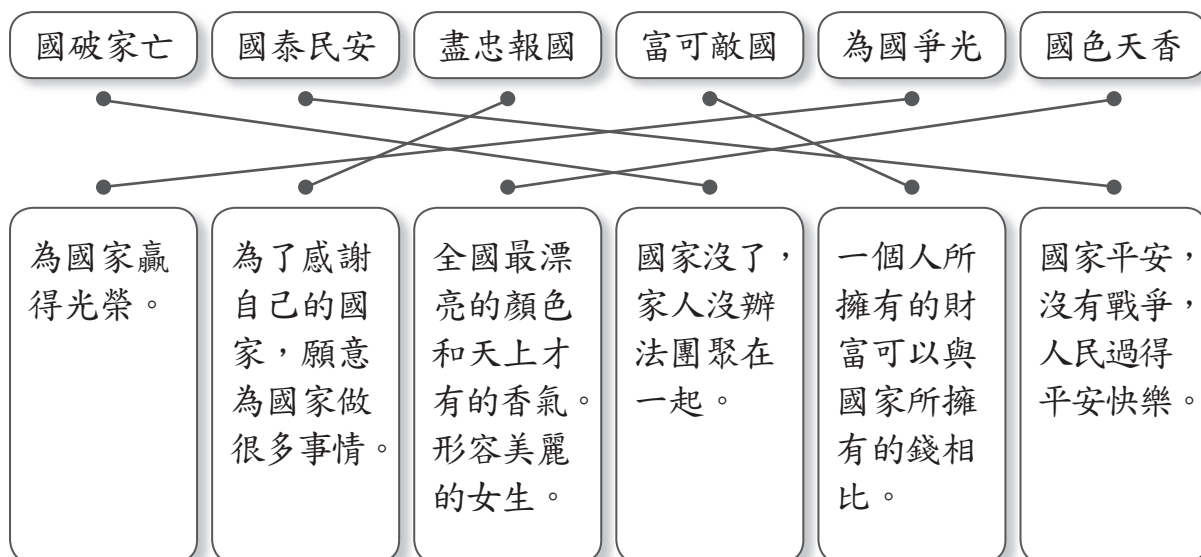 國破家亡
國泰民安
盡忠報國
富可敵國
為國爭光
國色天香
為國家贏
得光榮。
為了感謝
自己的國
家，願意
為國家做
很多事情。
全國最漂
亮的顏色
和天上才
有的香氣。
形容美麗
的女生。
國家沒了，
家人沒辦
法團聚在
一起。
一個人所
擁有的財
富可以與
國家所擁
有的錢相
比。
國家平安，
沒有戰爭，
人民過得
平安快樂。